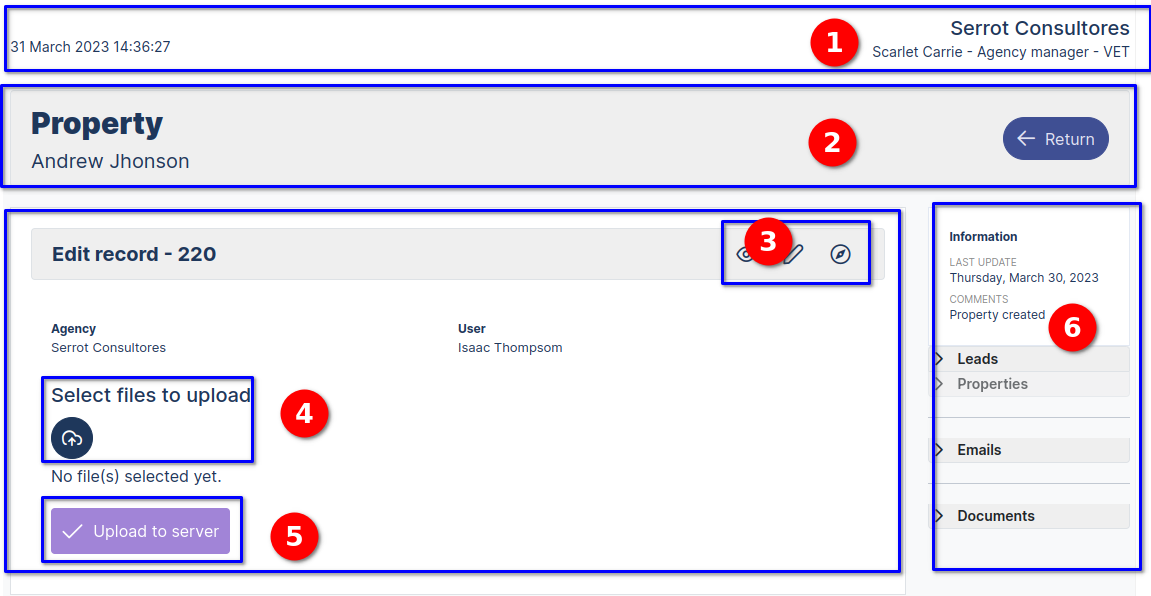 Serrot Consultores
31 March 2023 14:36:27
Scarlet Carrie - Agency manager - VET
1
Property
Andrew Jhonson
2
Return
Edit record - 220
3
Agency
Serrot Consultores
User
Isaac Thompsom
Select files to upload
4
No file(s) selected yet.
Upload to server
5
Information
LAST UPDATE
Thursday, March 30, 2023
COMMENTS
Property created
6
Leads
Properties
Emails
Documents